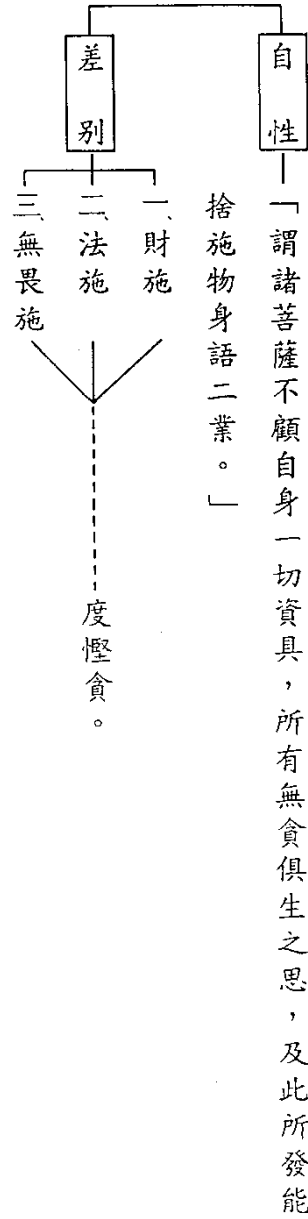 自性
「謂諸菩薩不顧自身一切資具，所有無貪俱生之思，及此所發能
捨施物身語二業。」
差別
一、財施
二、法施
三、無畏施
度慳貪。